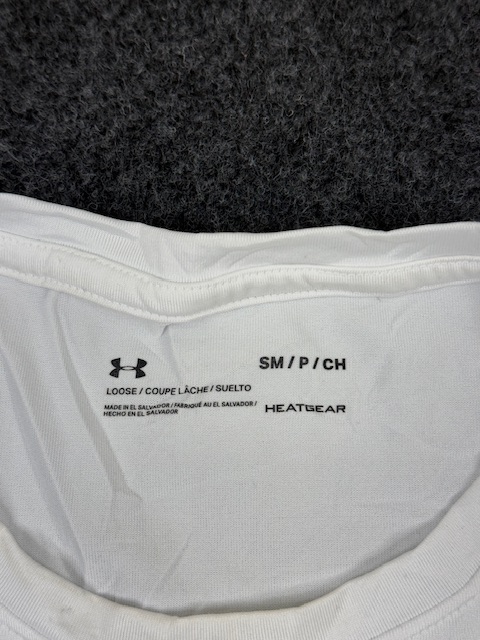 SM / P / CH
LOOSE / COUPE LÂCHE / SUELTO
MADE IN EL SALVADOR / FABRIQUÉ AU EL SALVADOR /
HECHO EN EL SALVADOR
HEATGEAR